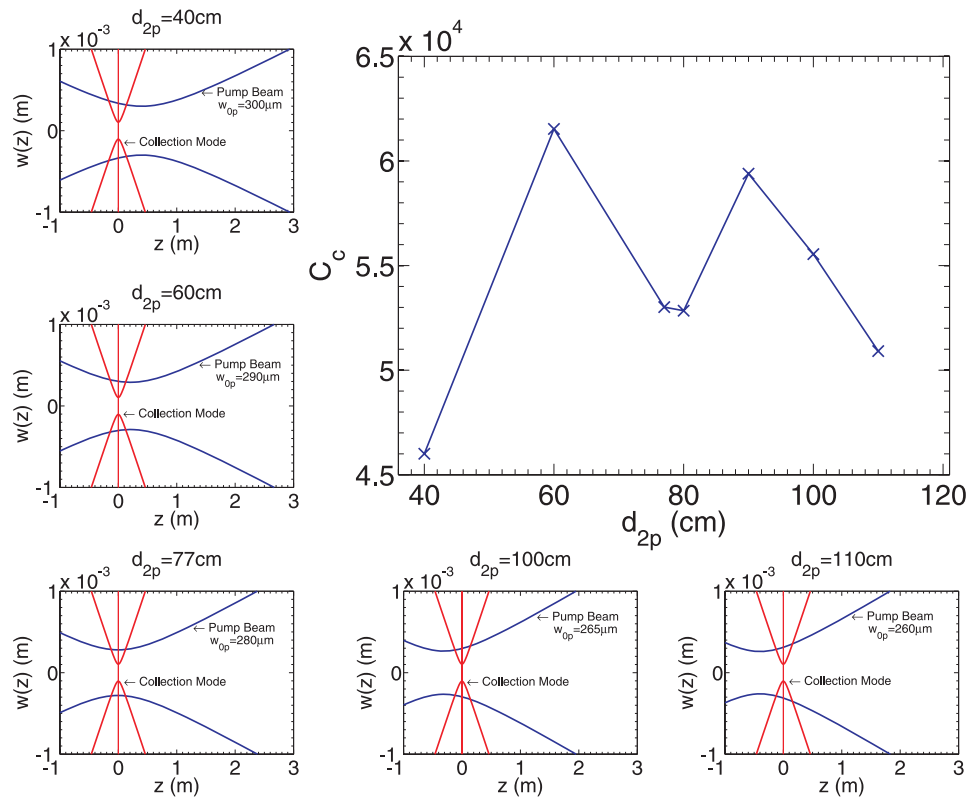 d2p=40cm
x 10^-3
1
0
-1
w(z) (m)
Pump Beam
w0p=300μm
Collection Mode
-1 0 1 2 3
z (m)
x 10^4
6.5
6
5.5
5
4.5
Cc
40 60 80 100 120
d2p (cm)
d2p=60cm
x 10^-3
1
0
-1
w(z) (m)
← Pump Beam
w0p=290μm
← Collection Mode
-1 0 1 2 3
z (m)
d2p=77cm
x 10^-3
1
0
-1
w(z) (m)
← Pump Beam
w0p=280μm
← Collection Mode
-1 0 1 2 3
z (m)
d2p=100cm
x 10^-3
1
0
-1
w(z) (m)
← Pump Beam
w0p=265μm
← Collection Mode
-1 0 1 2 3
z (m)
d2p=110cm
x 10^-3
1
0
-1
w(z) (m)
← Pump Beam
w0p=260μm
← Collection Mode
-1 0 1 2 3
z (m)